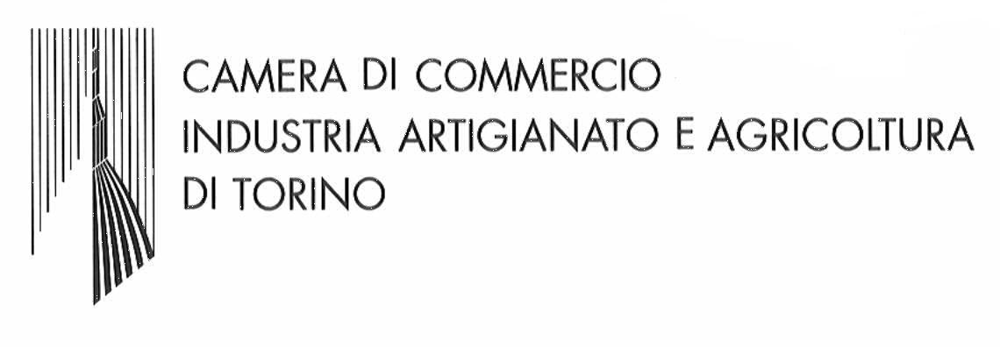 CAMERA DI COMMERCIO
INDUSTRIA ARTIGIANATO E AGRICOLTURA
DI TORINO